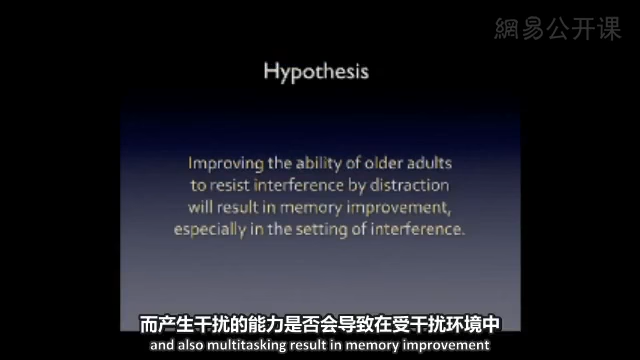 網易公开课
Hypothesis
Improving the ability of older adults
to resist interference by distraction
will result in memory improvement,
especially in the setting of interference.
而产生干扰的能力是否会导致在受干扰环境中
and also multitasking result in memory improvement